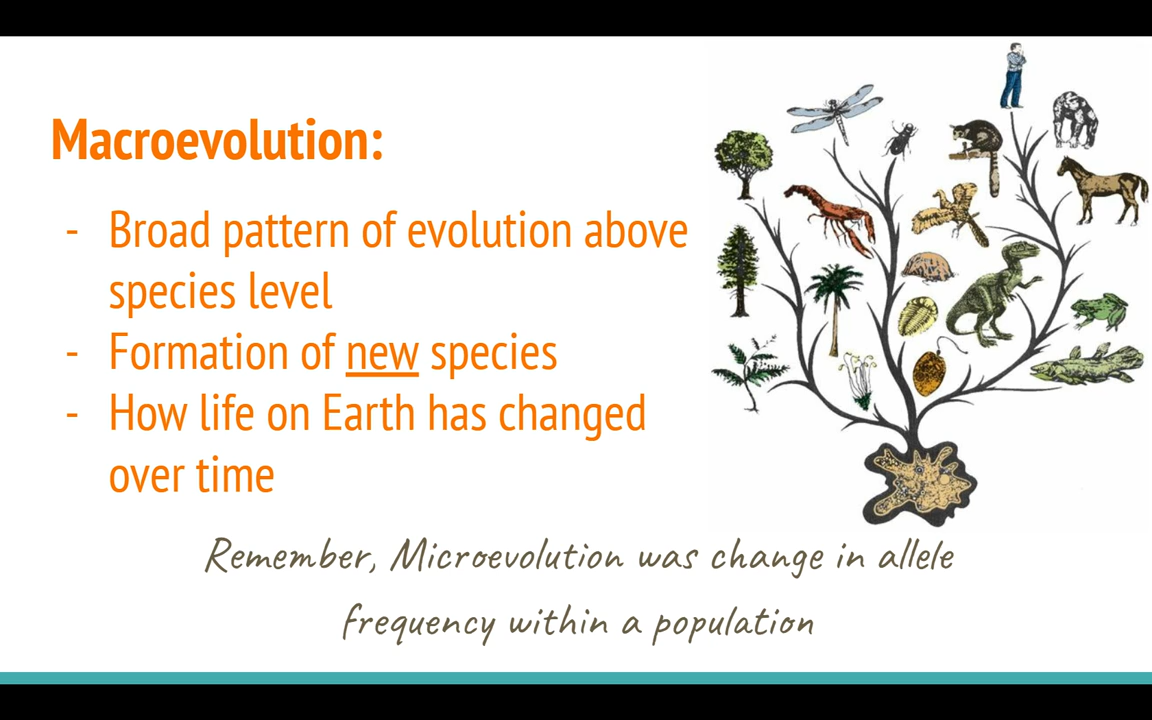 Macroevolution:
- Broad pattern of evolution above
species level
- Formation of new species
- How life on Earth has changed
over time
Remember, Microevolution was change in allele
frequency within a population